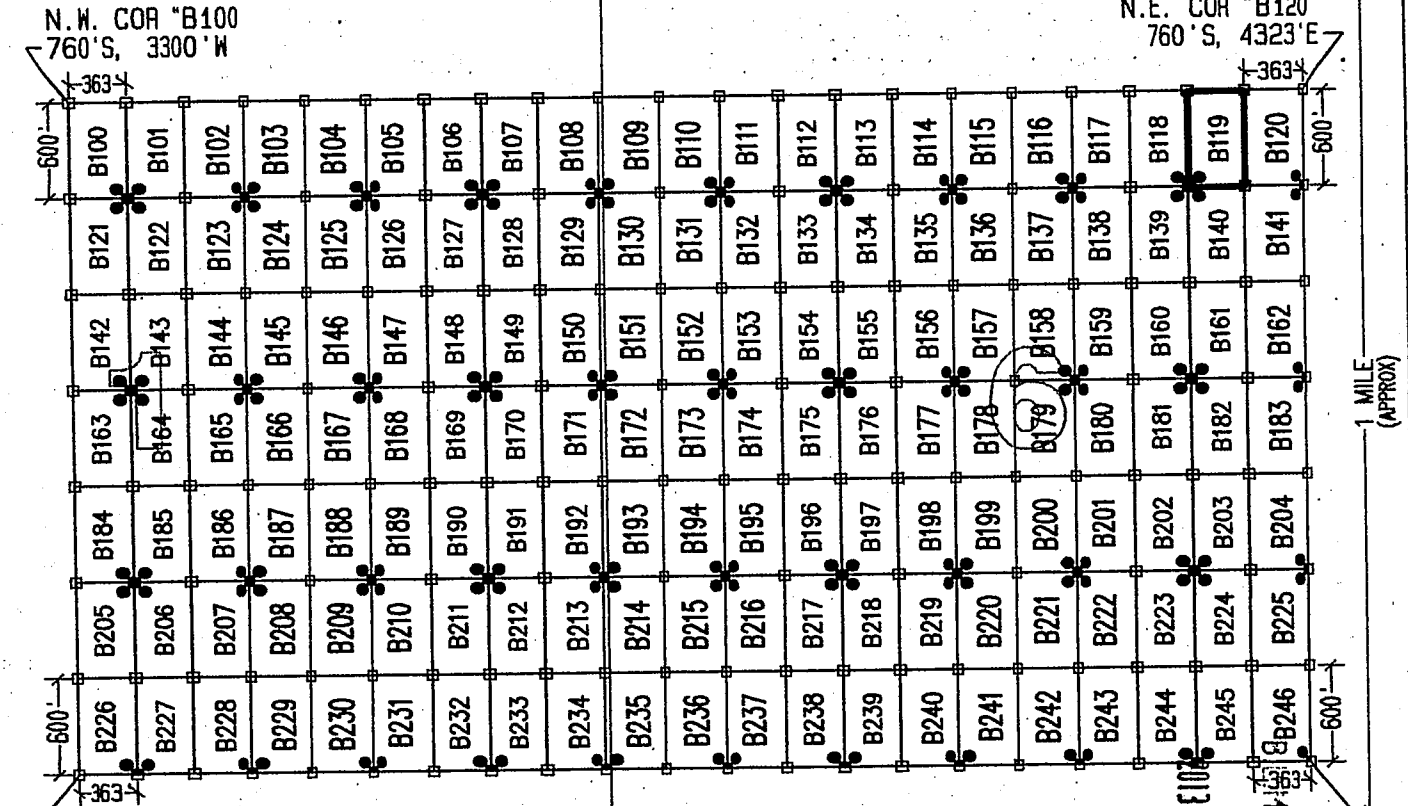 N.W. COR "B100
760'S, 3300'W
N.E. COR "B120
760'S, 4323'E
363
363
600'
600'
B100 B101 B102 B103 B104 B105 B106 B107 B108 B109 B110 B111 B112 B113 B114 B115 B116 B117 B118 B119 B120
B121 B122 B123 B124 B125 B126 B127 B128 B129 B130 B131 B132 B133 B134 B135 B136 B137 B138 B139 B140 B141
B142 B143 B144 B145 B146 B147 B148 B149 B150 B151 B152 B153 B154 B155 B156 B157 B158 B159 B160 B161 B162
B163 B164 B165 B166 B167 B168 B169 B170 B171 B172 B173 B174 B175 B176 B177 B178 B179 B180 B181 B182 B183
1 MILE
(APPROX)
B184 B185 B186 B187 B188 B189 B190 B191 B192 B193 B194 B195 B196 B197 B198 B199 B200 B201 B202 B203 B204
B205 B206 B207 B208 B209 B210 B211 B212 B213 B214 B215 B216 B217 B218 B219 B220 B221 B222 B223 B224 B225
B226 B227 B228 B229 B230 B231 B232 B233 B234 B235 B236 B237 B238 B239 B240 B241 B242 B243 B244 B245 B246
600'
600'
363
363